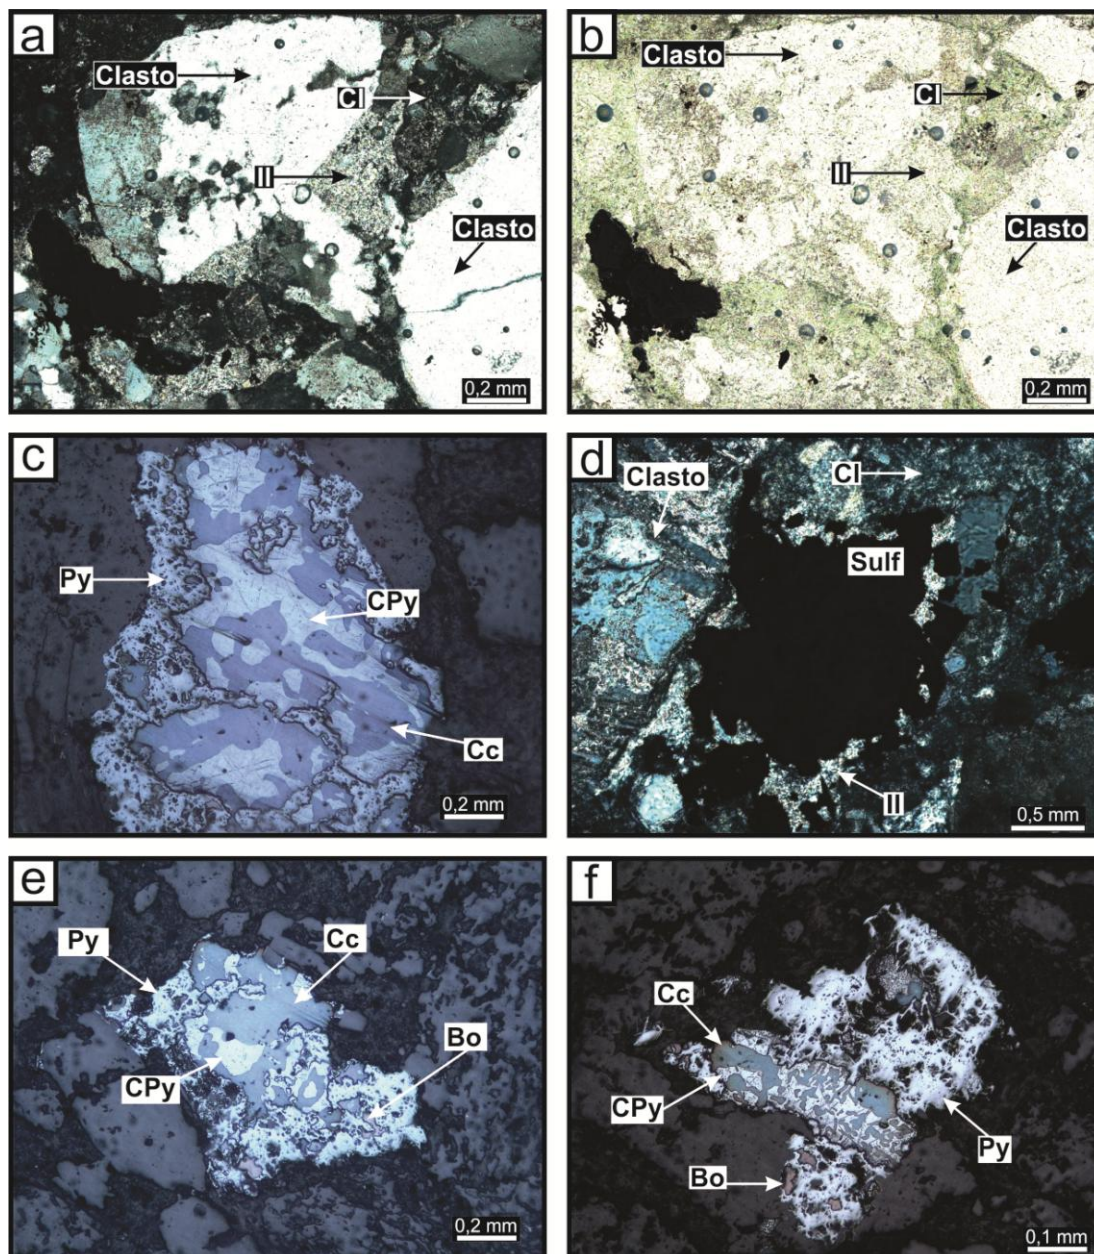 a
Clasto
Cl
Il
Clasto
0,2 mm
b
Clasto
Cl
Il
Clasto
0,2 mm
c
Py
CPy
Cc
0,2 mm
d
Clasto
Cl
Sulf
Il
0,5 mm
e
Py
Cc
Bo
CPy
0,2 mm
f
Cc
CPy
Py
Bo
0,1 mm